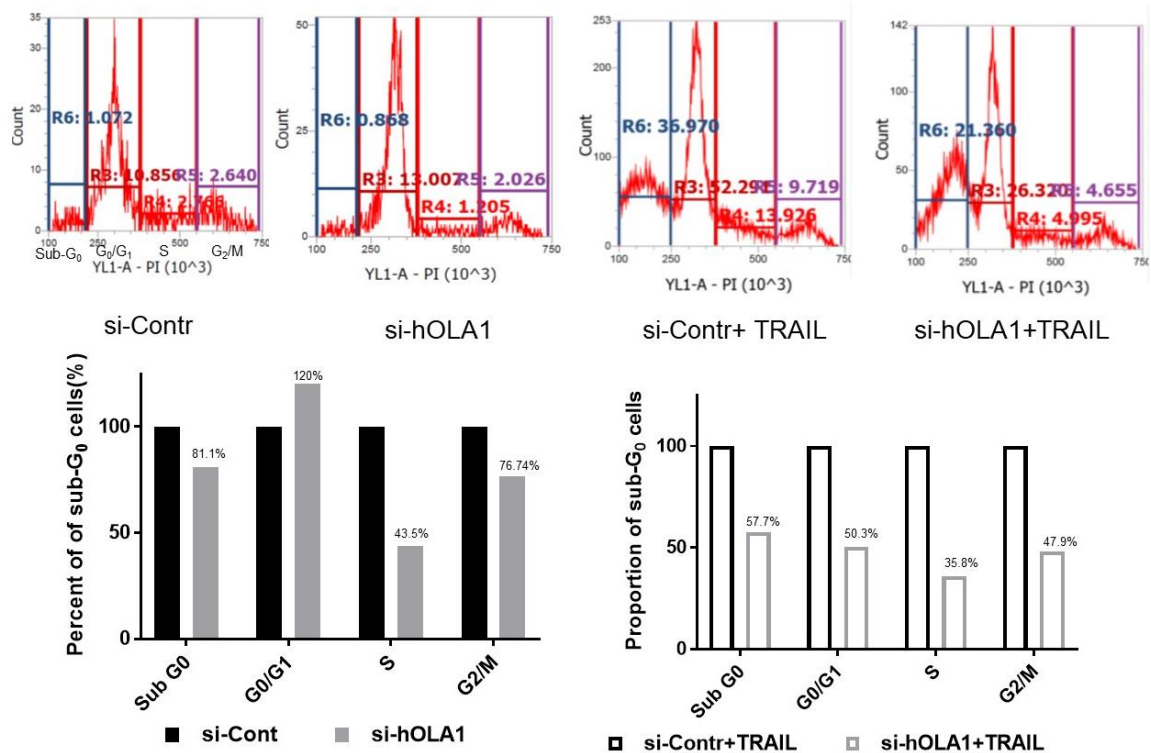 35
30
20
10
0
Count
R6: 1.072
R3: 10.856
R5: 2.640
R4: 2.766
100
250
500
750
Sub-G0
G0/G1
S
G2/M
YL1-A - PI (10^3)
si-Contr
52
50
25
0
Count
R6: 0.868
R3: 13.007
R5: 2.026
R4: 1.205
100
250
500
750
YL1-A - PI (10^3)
si-hOLA1
253
200
100
0
Count
R6: 36.970
R3: 52.291
R5: 9.719
R4: 13.926
100
250
500
750
YL1-A - PI (10^3)
si-Contr+ TRAIL
142
100
50
0
Count
R6: 21.360
R3: 26.320
4.655
R4: 4.995
100
250
500
750
YL1-A - PI (10^3)
si-hOLA1+TRAIL
Percent of of sub-G0 cells(%)
100
50
0
81.1%
120%
43.5%
76.74%
Sub G0
G0/G1
S
G2/M
si-Cont
si-hOLA1
Proportion of sub-G0 cells
100
50
0
57.7%
50.3%
35.8%
47.9%
Sub G0
G0/G1
S
G2/M
si-Contr+TRAIL
si-hOLA1+TRAIL